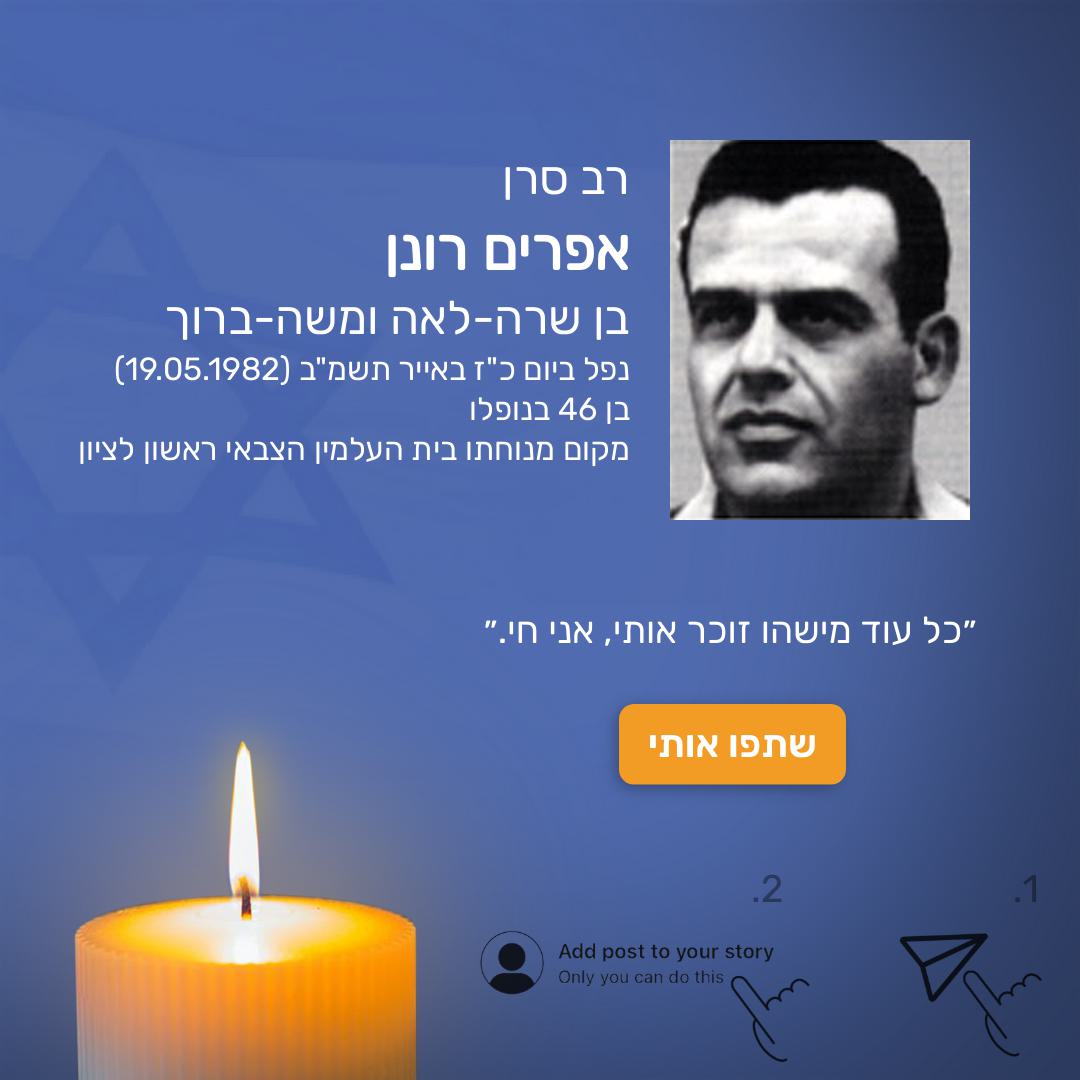 רב סרן
אפרים רונן
בן שרה-לאה ומשה-ברוך
נפל ביום כ"ז באייר תשמ"ב (19.05.1982)
בן 46 בנופלו
מקום מנוחתו בית העלמין הצבאי ראשון לציון
״כל עוד מישהו זוכר אותי, אני חי.״
שתפו אותי
1.
2.
Add post to your story
Only you can do this